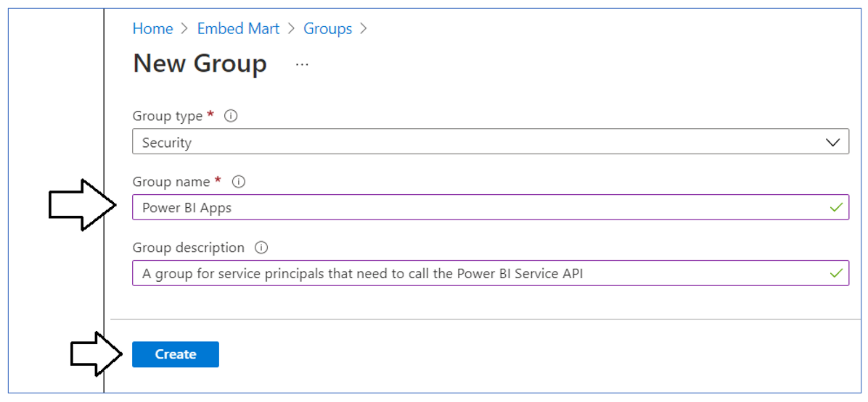 Home > Embed Mart > Groups >
New Group ...
Group type *
Security
Group name *
Power BI Apps
Group description
A group for service principals that need to call the Power BI Service API
Create